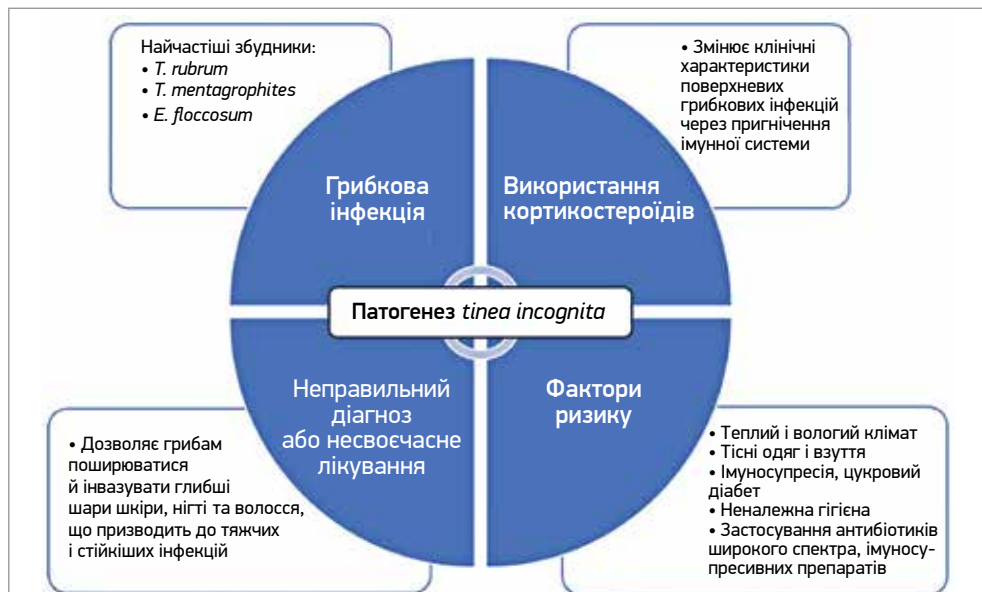 Найчастіші збудники:
• T. rubrum
• T. mentagrophites
• E. floccosum
• Змінює клінічні
характеристики
поверхневих
грибкових інфекцій
через пригнічення
імунної системи
Грибкова
інфекція
Використання
кортикостероїдів
Патогенез tinea incognita
Неправильний
діагноз
або несвоєчасне
лікування
Фактори
ризику
• Дозволяє грибам
поширюватися
й інвазувати глибші
шари шкіри, нігті та волосся,
що призводить до тяжчих
і стійкіших інфекцій
• Теплий і вологий клімат
• Тісні одяг і взуття
• Імуносупресія, цукровий
діабет
• Неналежна гігієна
• Застосування антибіотиків
широкого спектра, імуносу-
пресивних препаратів